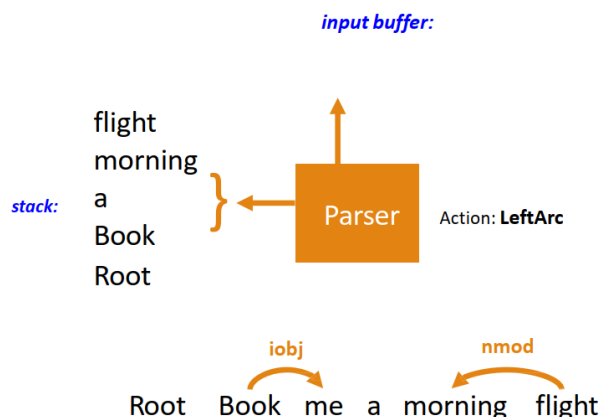 input buffer:
flight
morning
stack:
a
Book
Root
Parser
Action: LeftArc
iobj
nmod
Root Book me a morning flight